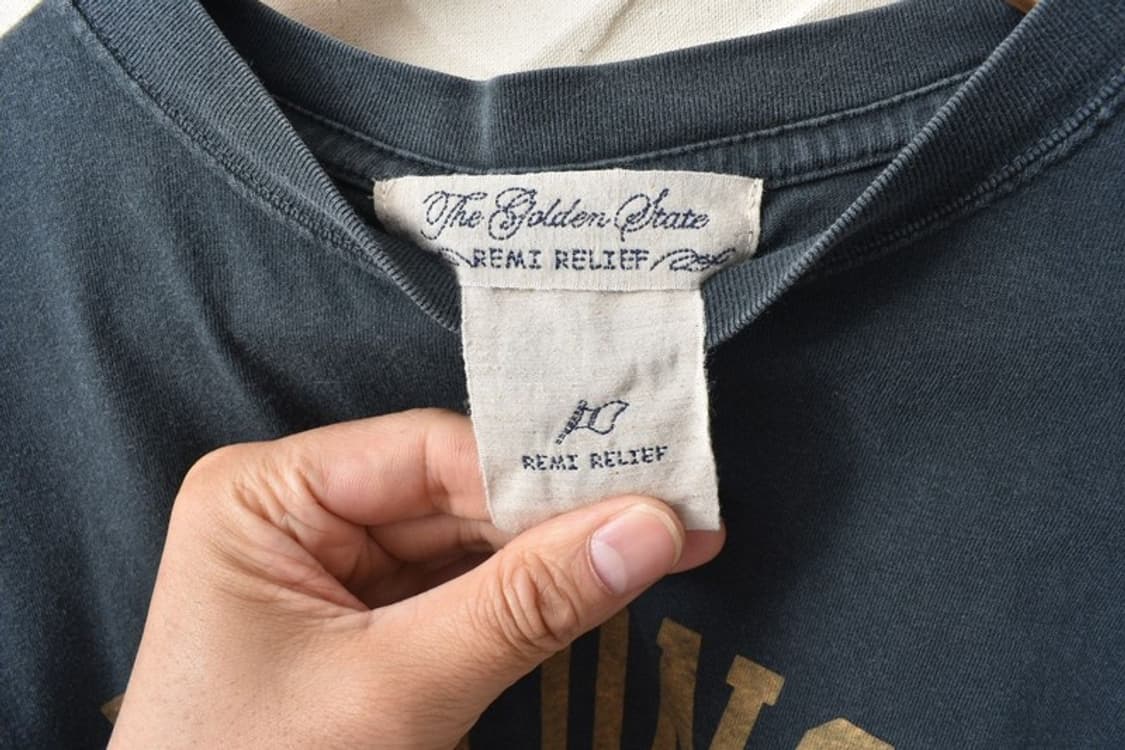 The Golden State
REMI RELIEF
REMI RELIEF